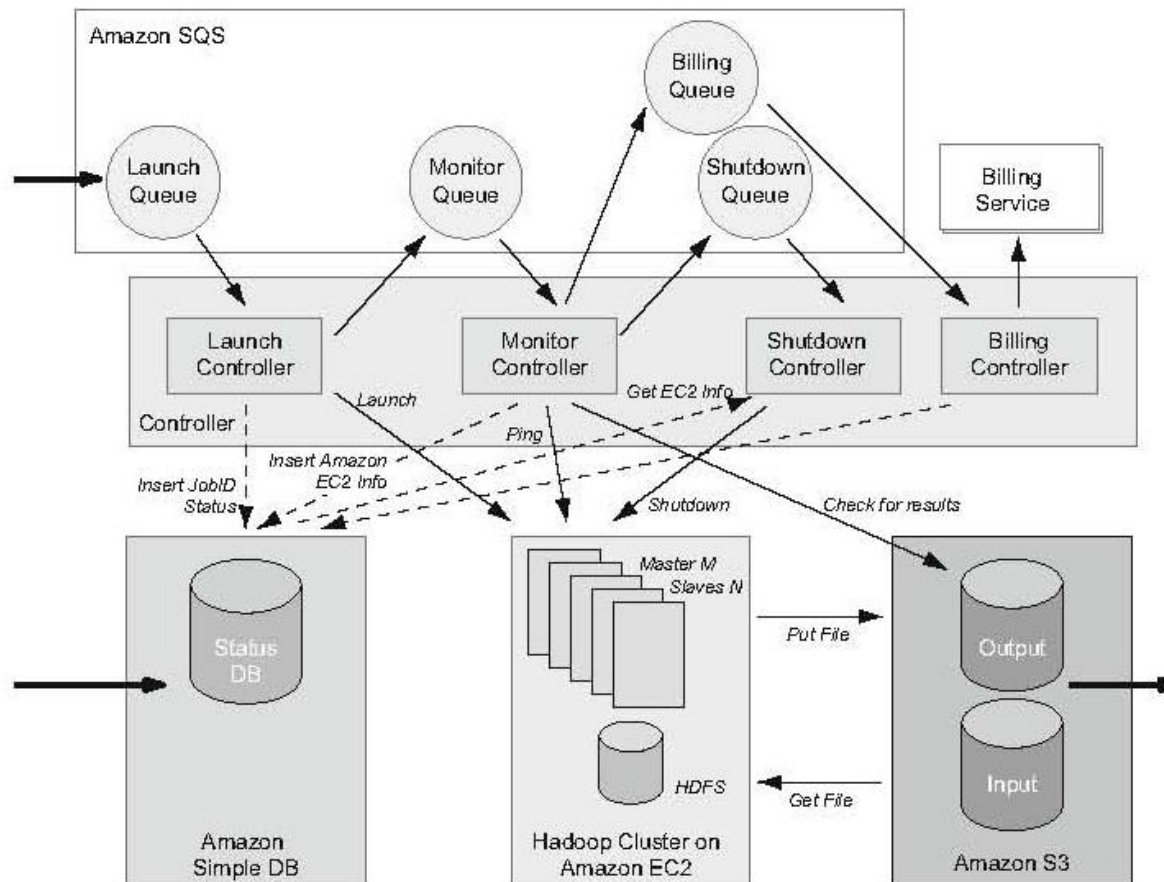 Amazon SQS
Billing
Queue
Launch
Queue
Monitor
Queue
Shutdown
Queue
Billing
Service
Launch
Controller
Monitor
Controller
Shutdown
Controller
Billing
Controller
Controller
Launch
Get EC2 Info
Ping
Insert Amazon
EC2 Info
Insert JobID
Status
Shutdown
Check for results
Master M
Slaves N
Status
DB
Put File
Output
HDFS
Get File
Input
Amazon
Simple DB
Hadoop Cluster on
Amazon EC2
Amazon S3